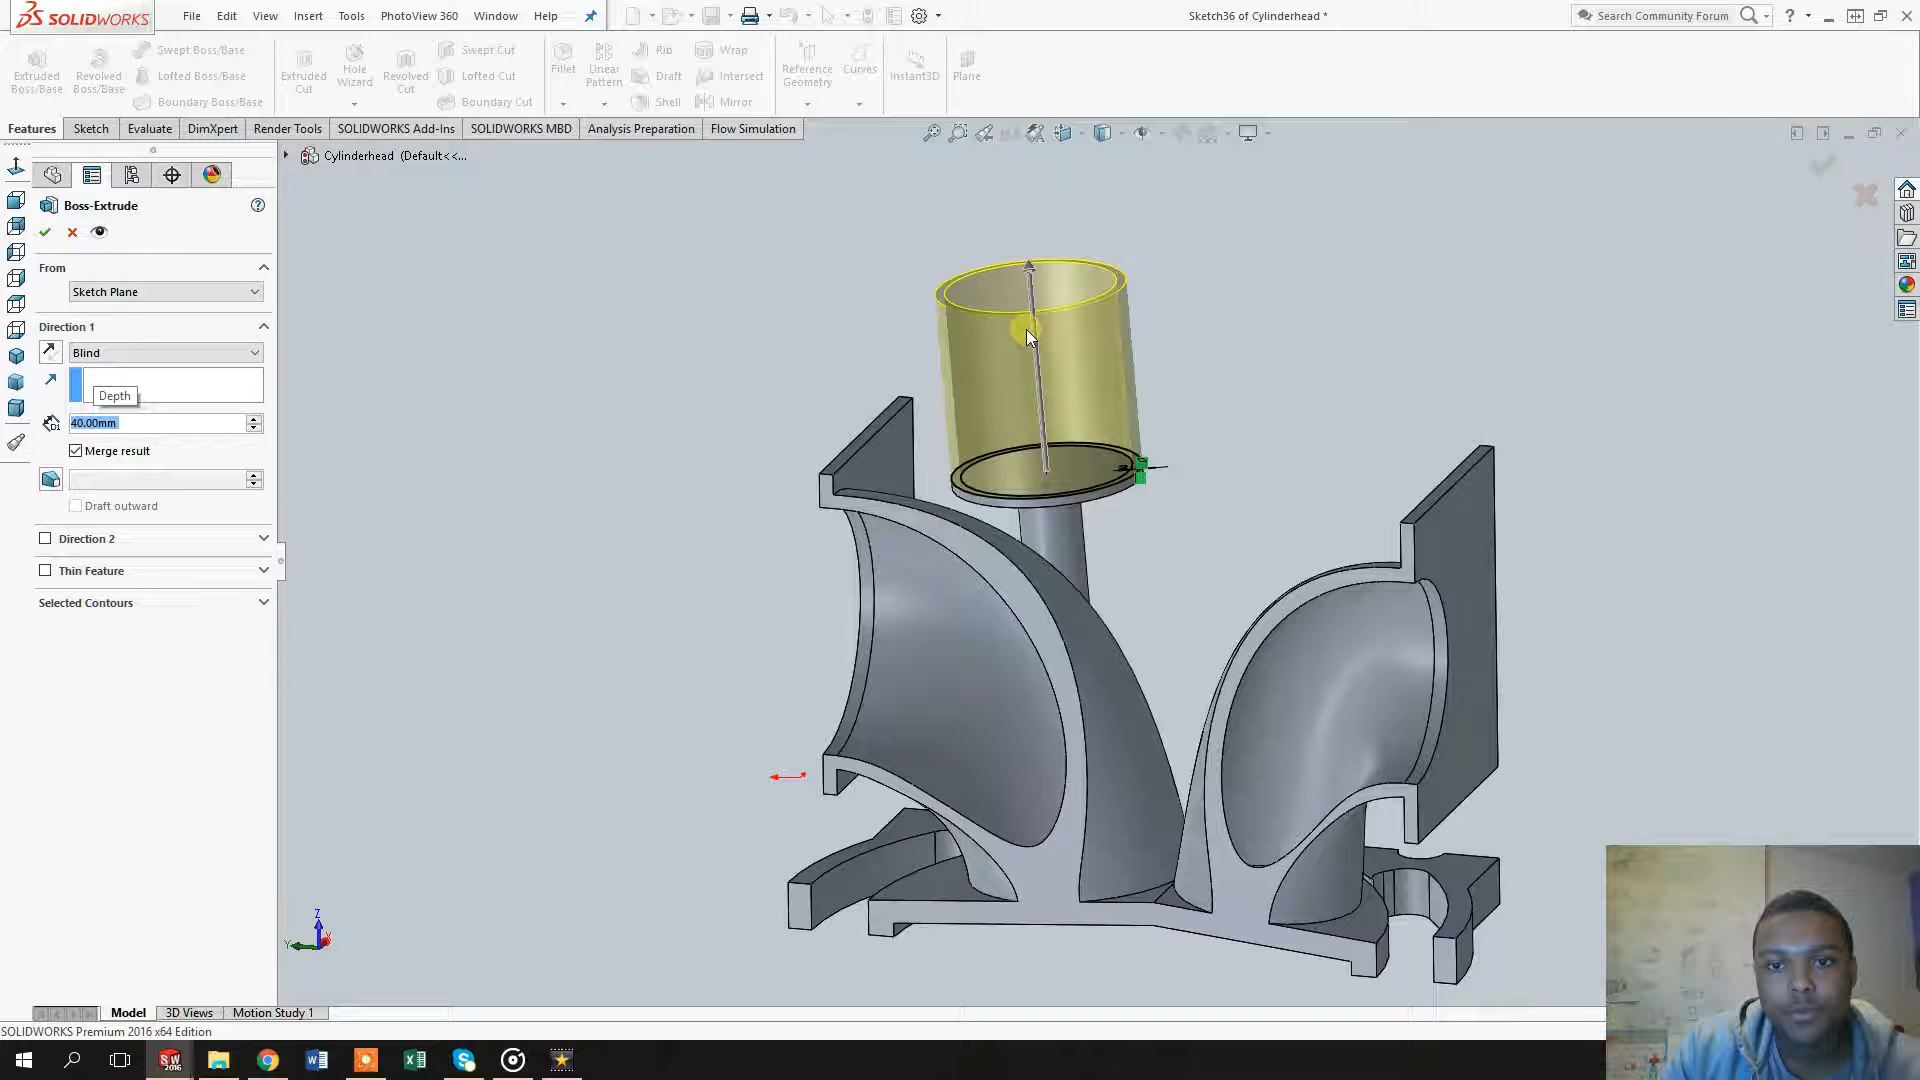 SOLIDWORKS
File Edit View Insert Tools PhotoView 360 Window Help
Sketch36 of Cylinderhead *
Search Community Forum
Extruded Boss/Base
Revolved Boss/Base
Swept Boss/Base
Lofted Boss/Base
Boundary Boss/Base
Extruded Cut
Hole Wizard
Revolved Cut
Swept Cut
Lofted Cut
Boundary Cut
Fillet
Linear Pattern
Rib
Draft
Shell
Wrap
Intersect
Mirror
Reference Geometry
Curves
Instant3D
Plane
Features Sketch Evaluate DimXpert Render Tools SOLIDWORKS Add-Ins SOLIDWORKS MBD Analysis Preparation Flow Simulation
Cylinderhead (Default<<...
Boss-Extrude
From
Sketch Plane
Direction 1
Blind
Depth
40.00mm
Merge result
Draft outward
Direction 2
Thin Feature
Selected Contours
Z
Y
X
Model 3D Views Motion Study 1
SOLIDWORKS Premium 2016 x64 Edition
SW 2016